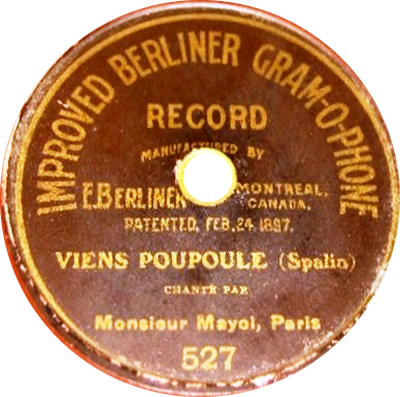 IMPROVED BERLINER GRAM-O-PHONE
RECORD
MANUFACTURED BY
E. BERLINER MONTREAL,
CANADA.
PATENTED, FEB. 24. 1897.
VIENS POUPOULE (Spalin)
CHANTÉ PAR
Monsieur Mayol, Paris
527